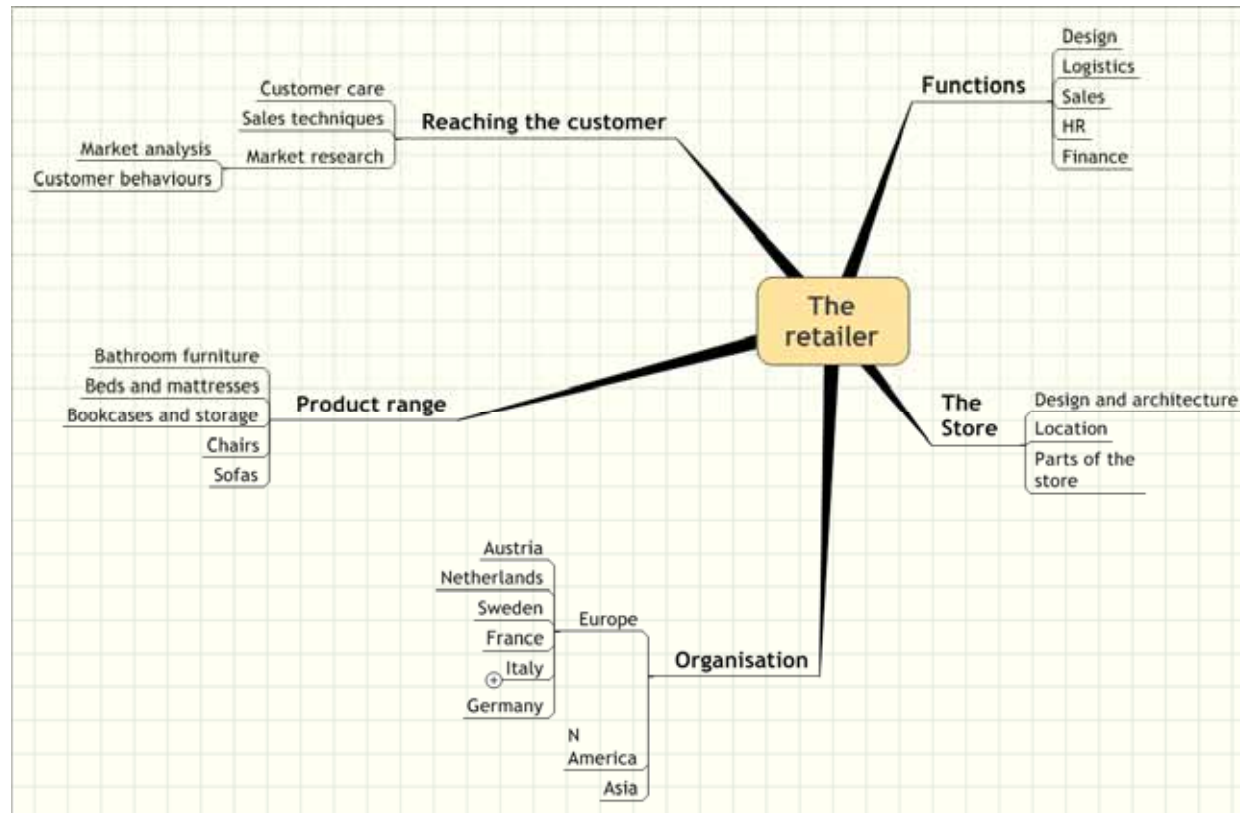 Design
Logistics
Functions
Sales
HR
Finance
Customer care
Sales techniques
Reaching the customer
Market research
Market analysis
Customer behaviours
The
retailer
Bathroom furniture
Beds and mattresses
Bookcases and storage
Product range
Chairs
Sofas
The
Store
Design and architecture
Location
Parts of the
store
Austria
Netherlands
Sweden
Europe
France
Italy
Germany
Organisation
N
America
Asia